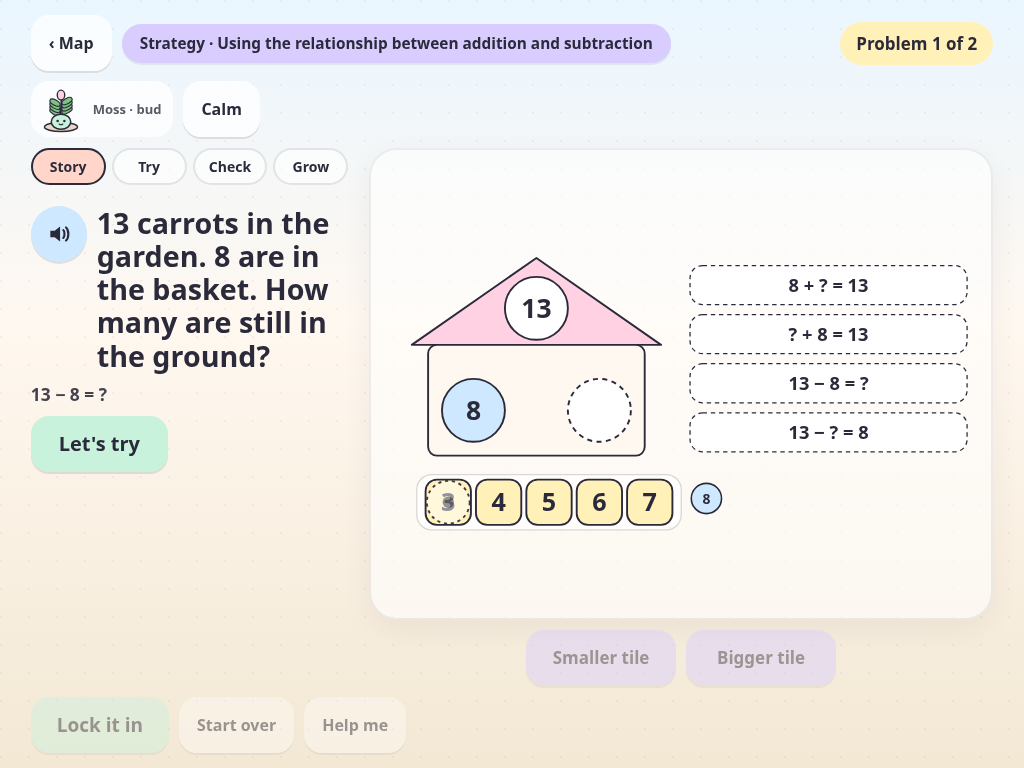 ‹ Map
Strategy · Using the relationship between addition and subtraction
Problem 1 of 2
Moss · bud
Calm
Story
Try
Check
Grow
13 carrots in the
garden. 8 are in
the basket. How
many are still in
the ground?
13 − 8 = ?
Let's try
13
8
8 + ? = 13
? + 8 = 13
13 − 8 = ?
13 − ? = 8
3
4
5
6
7
8
Smaller tile
Bigger tile
Lock it in
Start over
Help me